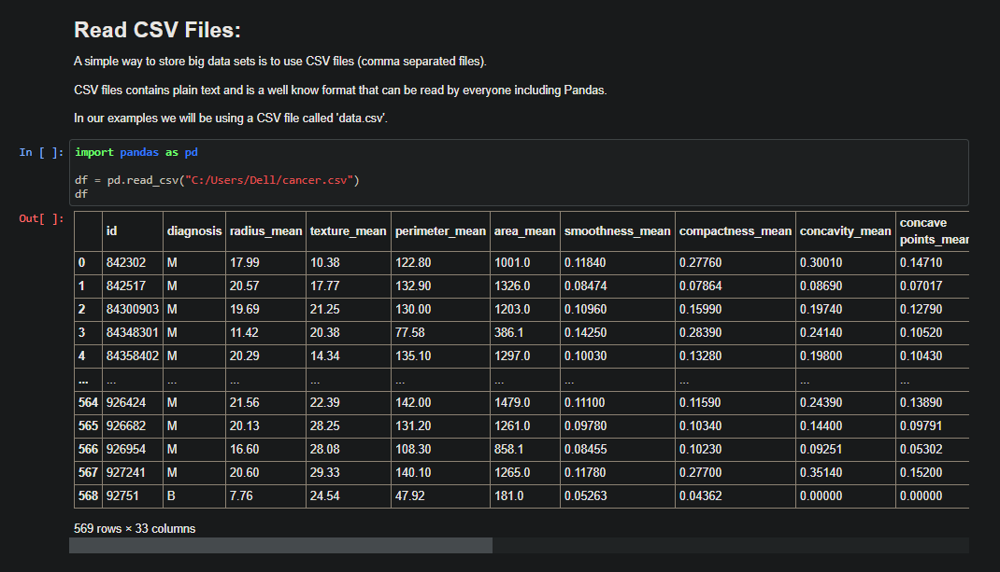 Read CSV Files:
A simple way to store big data sets is to use CSV files (comma separated files).
CSV files contains plain text and is a well know format that can be read by everyone including Pandas.
In our examples we will be using a CSV file called 'data.csv'.
In [ ]: import pandas as pd
df = pd.read_csv("C:/Users/Dell/cancer.csv")
df
Out[ ]:
id diagnosis radius_mean texture_mean perimeter_mean area_mean smoothness_mean compactness_mean concavity_mean concave points_mean
0 842302 M 17.99 10.38 122.80 1001.0 0.11840 0.27760 0.30010 0.14710
1 842517 M 20.57 17.77 132.90 1326.0 0.08474 0.07864 0.08690 0.07017
2 84300903 M 19.69 21.25 130.00 1203.0 0.10960 0.15990 0.19740 0.12790
3 84348301 M 11.42 20.38 77.58 386.1 0.14250 0.28390 0.24140 0.10520
4 84358402 M 20.29 14.34 135.10 1297.0 0.10030 0.13280 0.19800 0.10430
... ... ... ... ... ... ... ... ... ... ...
564 926424 M 21.56 22.39 142.00 1479.0 0.11100 0.11590 0.24390 0.13890
565 926682 M 20.13 28.25 131.20 1261.0 0.09780 0.10340 0.14400 0.09791
566 926954 M 16.60 28.08 108.30 858.1 0.08455 0.10230 0.09251 0.05302
567 927241 M 20.60 29.33 140.10 1265.0 0.11780 0.27700 0.35140 0.15200
568 92751 B 7.76 24.54 47.92 181.0 0.05263 0.04362 0.00000 0.00000
569 rows × 33 columns